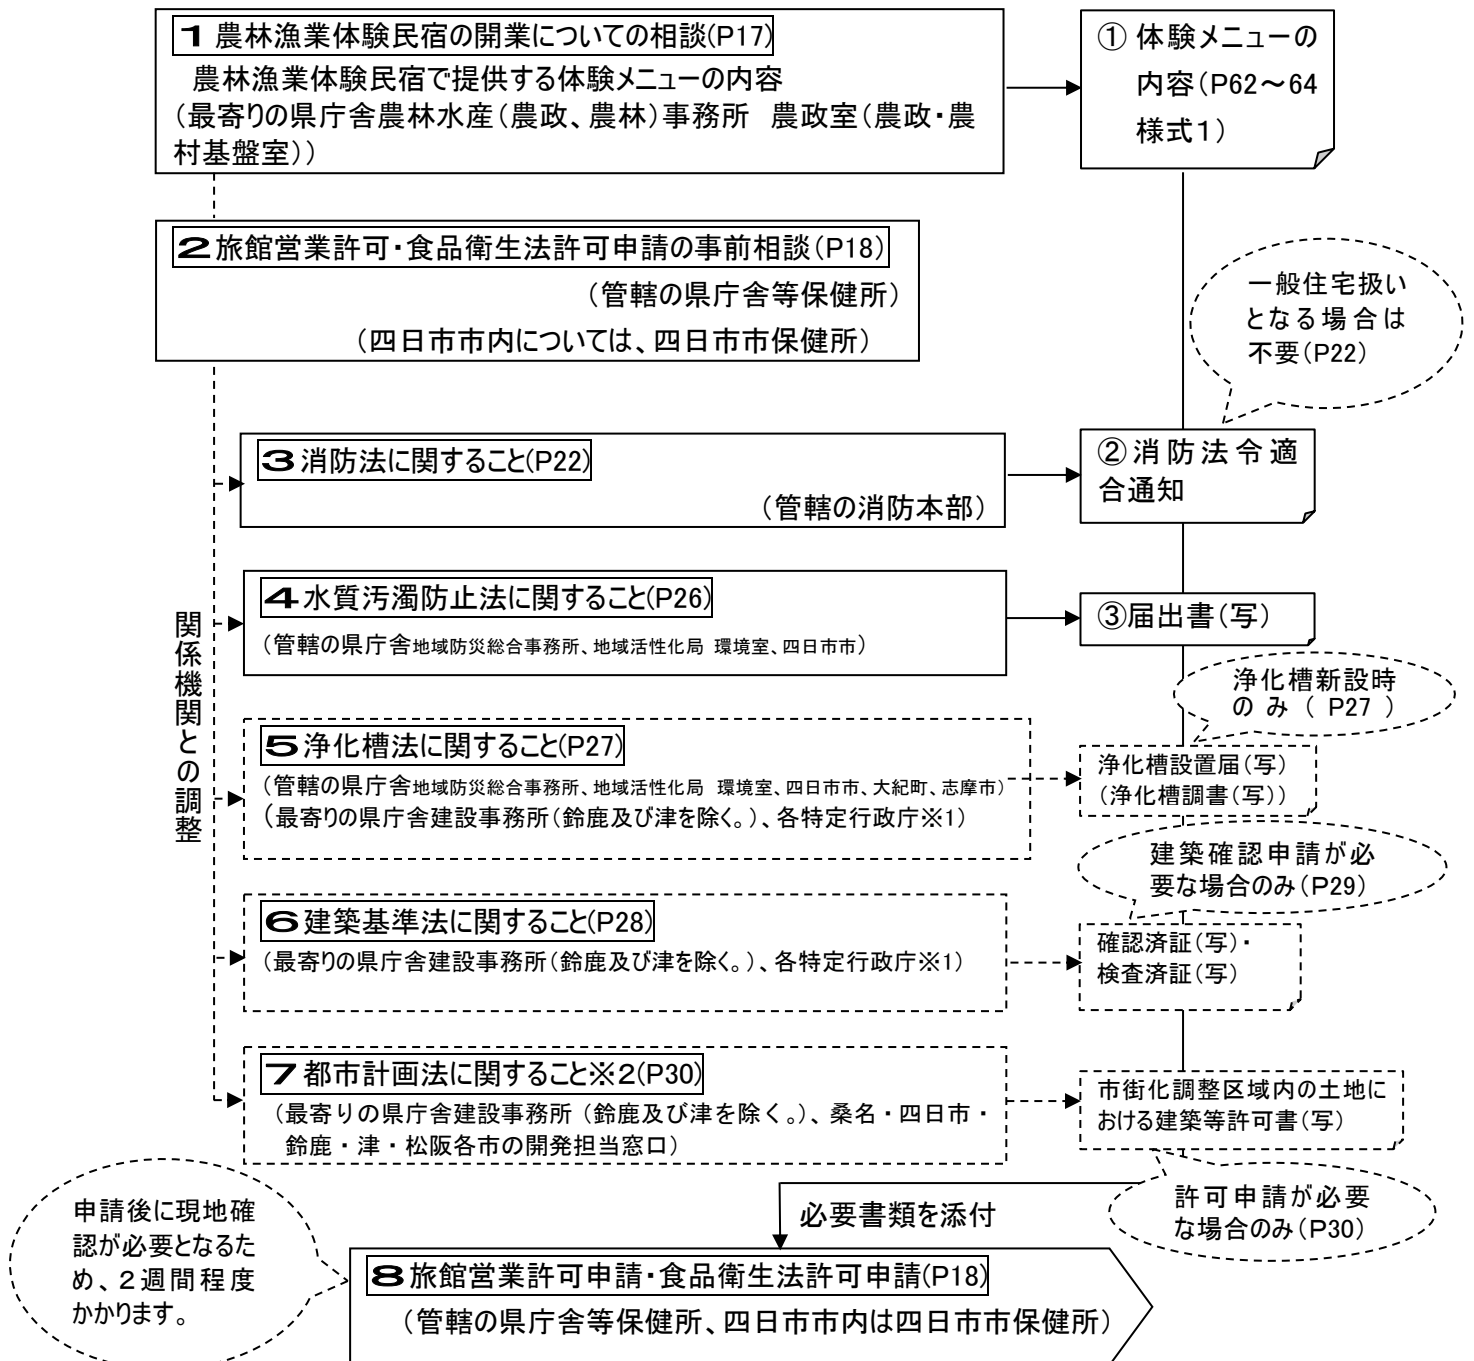 1 農林漁業体験民宿の開業についての相談(P17)
農林漁業体験民宿で提供する体験メニューの内容
（最寄りの県庁舎農林水産（農政、農林）事務所　農政室（農政・農
村基盤室））
① 体験メニューの
内容（P62～64
様式１）
2 旅館営業許可・食品衛生法許可申請の事前相談（P18）
（管轄の県庁舎等保健所）
（四日市市内については、四日市市保健所）
一般住宅扱い
となる場合は
不要（P22）
3 消防法に関すること(P22)
（管轄の消防本部）
②消防法令適
合通知
関係機関との調整
4 水質汚濁防止法に関すること(P26)
（管轄の県庁舎地域防災総合事務所、地域活性化局 環境室、四日市市）
③届出書（写）
浄化槽新設時
のみ（P27）
5 浄化槽法に関すること(P27)
（管轄の県庁舎地域防災総合事務所、地域活性化局 環境室、四日市市、大紀町、志摩市）
（最寄りの県庁舎建設事務所（鈴鹿及び津を除く。）、各特定行政庁※1）
浄化槽設置届（写）
（浄化槽調書（写））
建築確認申請が必
要な場合のみ（P29）
6 建築基準法に関すること(P28)
（最寄りの県庁舎建設事務所（鈴鹿及び津を除く。）、各特定行政庁※1）
確認済証（写）・
検査済証（写）
7 都市計画法に関すること※2(P30)
（最寄りの県庁舎建設事務所（鈴鹿及び津を除く。）、桑名・四日市・
鈴鹿・津・松阪各市の開発担当窓口）
市街化調整区域内の土地に
おける建築等許可書（写）
許可申請が必要
な場合のみ（P30）
必要書類を添付
申請後に現地確
認が必要となるた
め、２週間程度
かかります。
8 旅館営業許可申請・食品衛生法許可申請(P18)
（管轄の県庁舎等保健所、四日市市内は四日市市保健所）